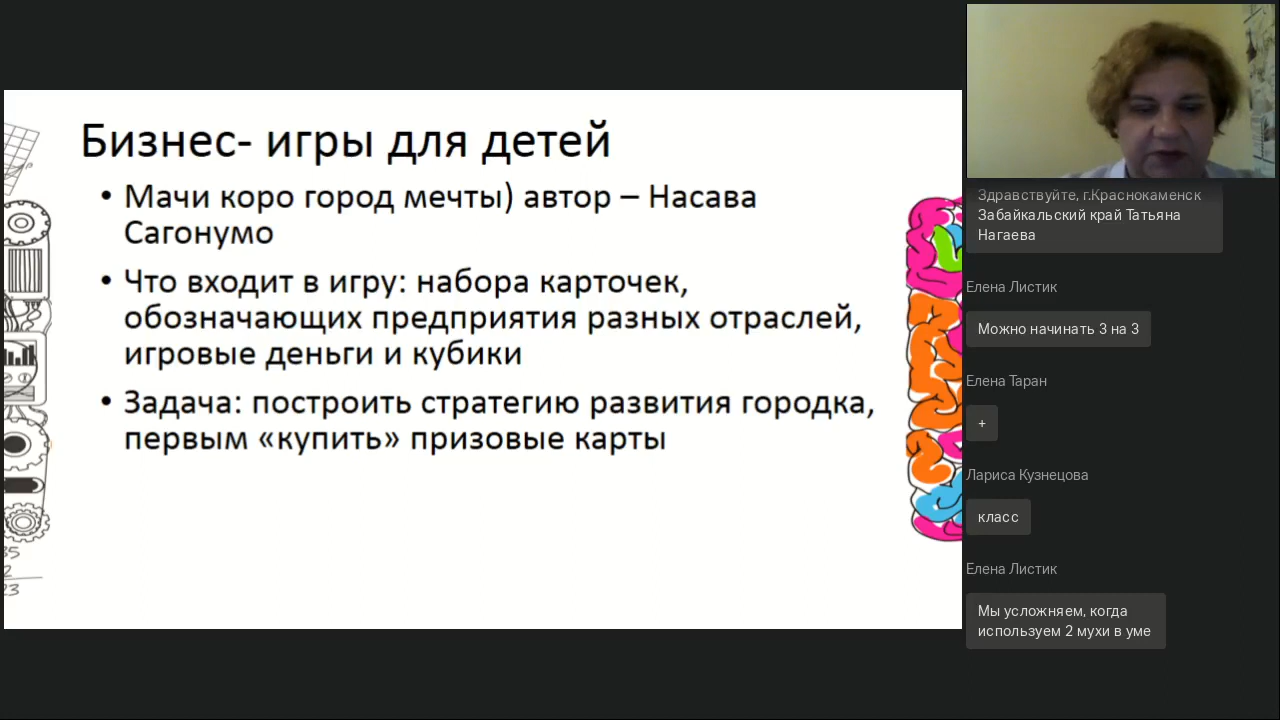 Бизнес- игры для детей
• Мачи коро город мечты) автор – Насава
Сагонумо
• Что входит в игру: набора карточек,
обозначающих предприятия разных отраслей,
игровые деньги и кубики
• Задача: построить стратегию развития городка,
первым «купить» призовые карты
Здравствуйте, г.Краснокаменск
Забайкальский край Татьяна
Нагаева
Елена Листик
Можно начинать 3 на 3
Елена Таран
+
Лариса Кузнецова
класс
Елена Листик
Мы усложняем, когда
используем 2 мухи в уме